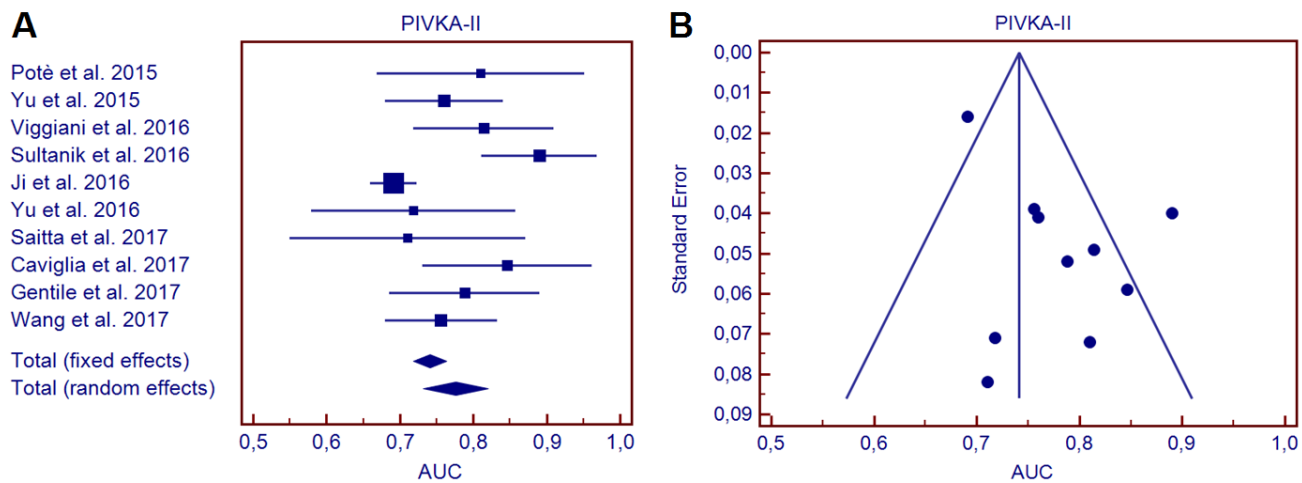 A
PIVKA-II
Potè et al. 2015
Yu et al. 2015
Viggiani et al. 2016
Sultanik et al. 2016
Ji et al. 2016
Yu et al. 2016
Saitta et al. 2017
Caviglia et al. 2017
Gentile et al. 2017
Wang et al. 2017
Total (fixed effects)
Total (random effects)
0,5 0,6 0,7 0,8 0,9 1,0
AUC
B
PIVKA-II
Standard Error
0,00
0,01
0,02
0,03
0,04
0,05
0,06
0,07
0,08
0,09
0,5 0,6 0,7 0,8 0,9 1,0
AUC